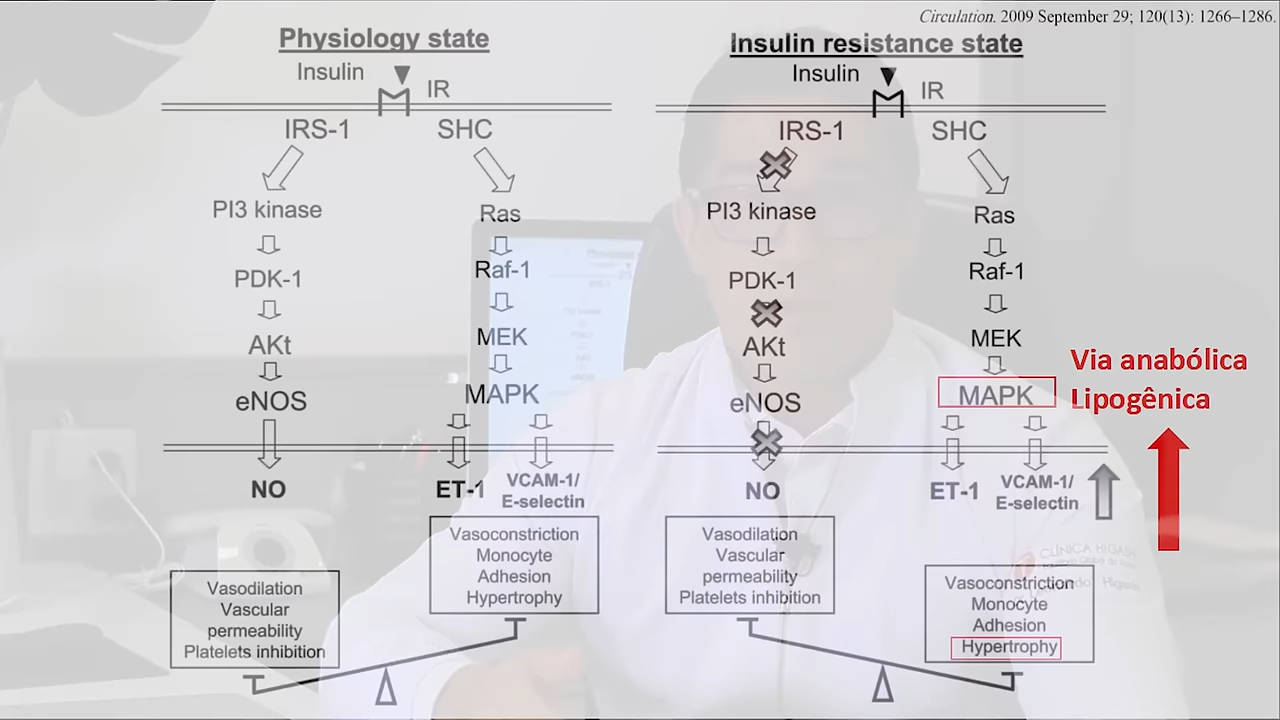 Circulation. 2009 September 29; 120(13): 1266–1286.
Physiology state
Insulin
IR
IRS-1
SHC
PI3 kinase
Ras
PDK-1
Raf-1
AKt
MEK
eNOS
MAPK
NO
ET-1
VCAM-1/
E-selectin
Vasoconstriction
Monocyte
Adhesion
Hypertrophy
Vasodilation
Vascular
permeability
Platelets inhibition
Insulin resistance state
Insulin
IR
IRS-1
SHC
PI3 kinase
Ras
PDK-1
Raf-1
AKt
MEK
eNOS
MAPK
Via anabólica
Lipogênica
NO
ET-1
VCAM-1/
E-selectin
Vasodilation
Vascular
permeability
Platelets inhibition
Vasoconstriction
Monocyte
Adhesion
Hypertrophy
CLÍNICA HIGAS